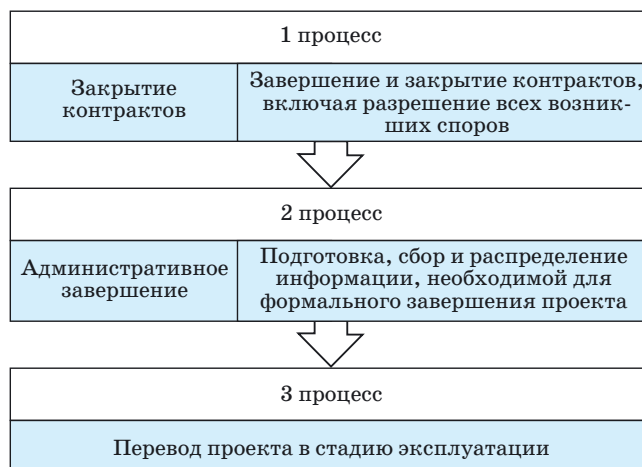 1 процесс
Закрытие
контрактов
Завершение и закрытие контрактов,
включая разрешение всех возник-
ших споров
2 процесс
Административное
завершение
Подготовка, сбор и распределение
информации, необходимой для
формального завершения проекта
3 процесс
Перевод проекта в стадию эксплуатации